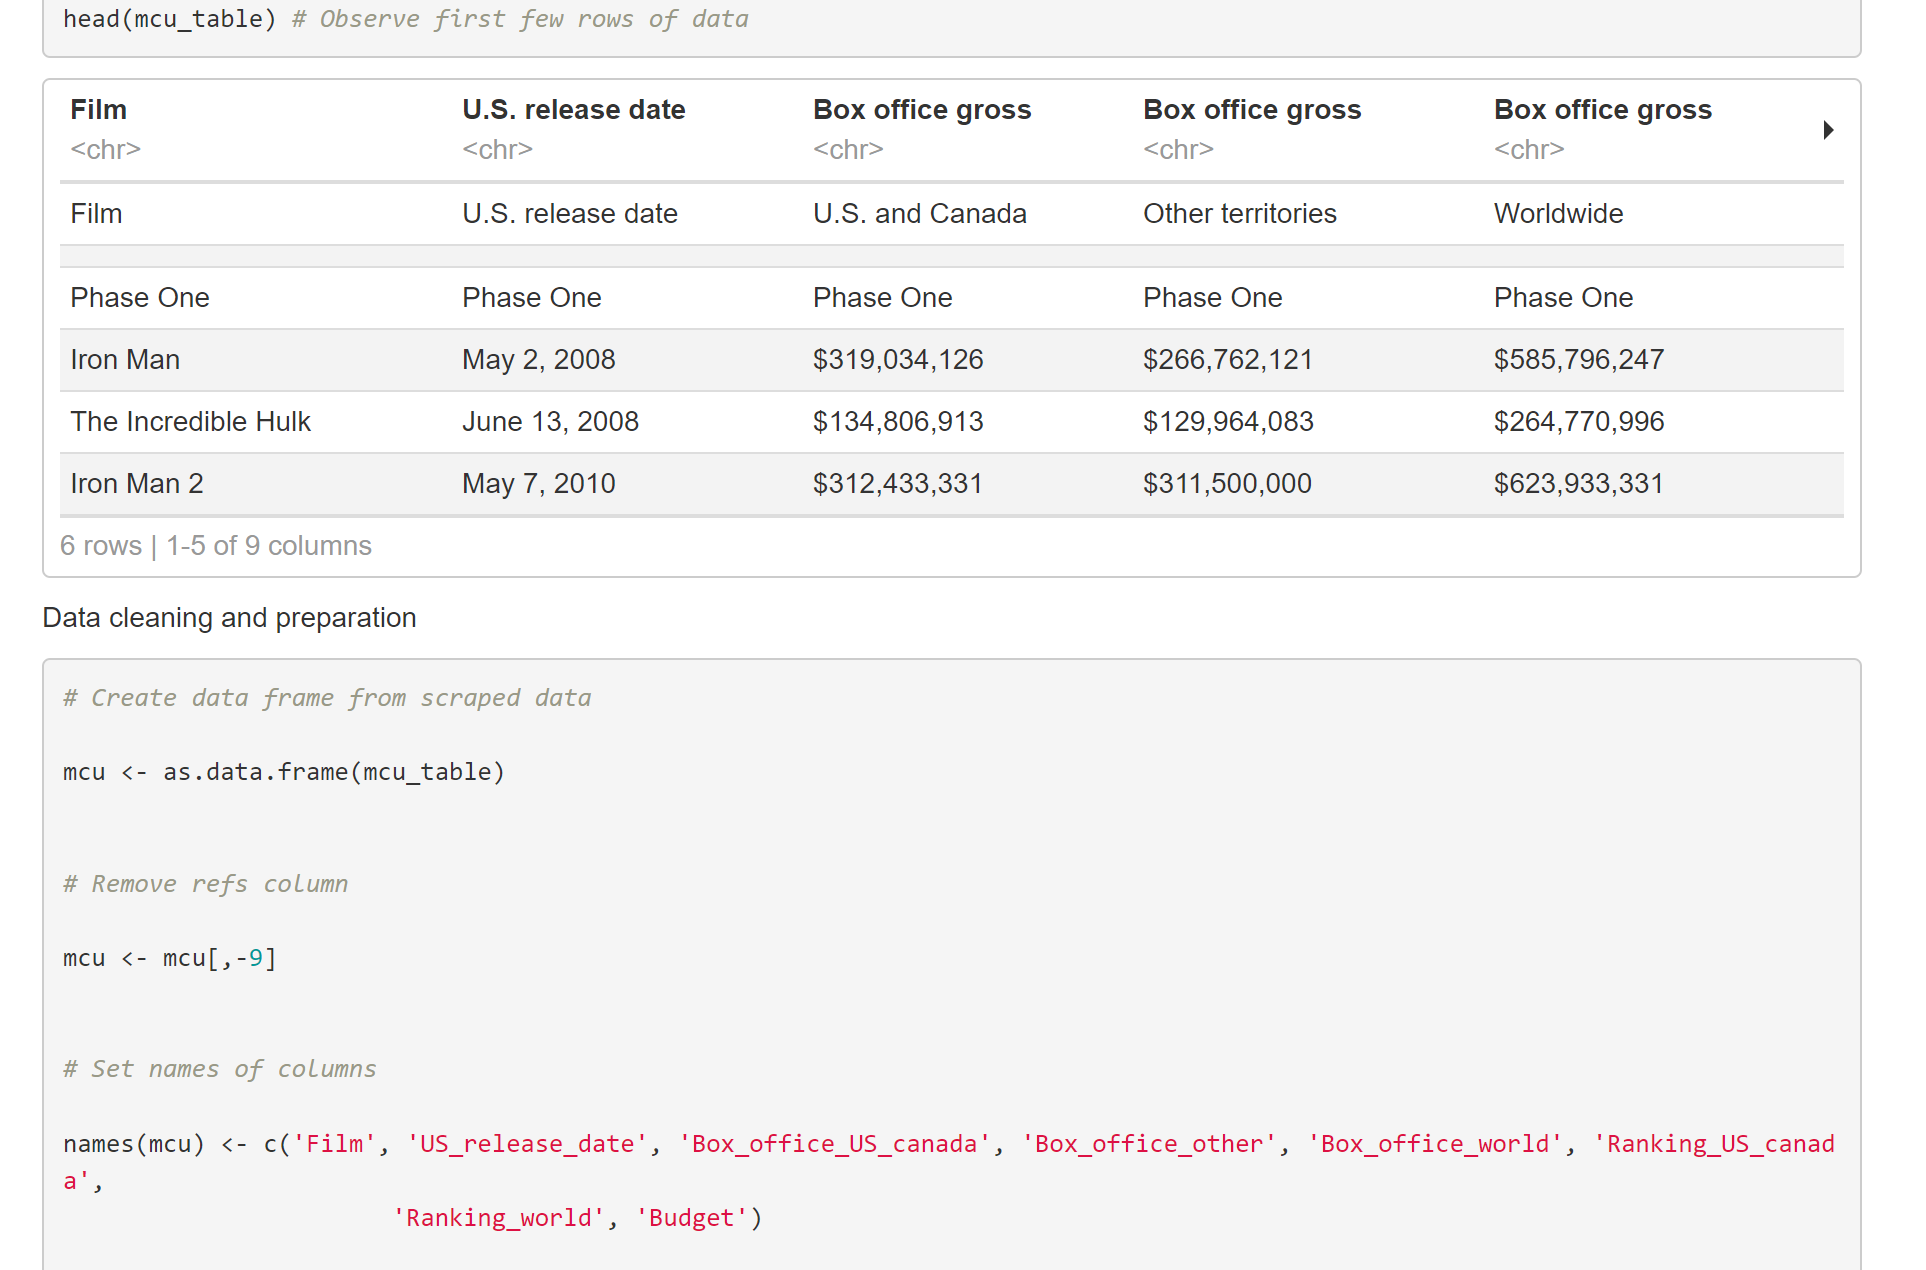 head(mcu_table) # Observe first few rows of data
Film U.S. release date Box office gross Box office gross Box office gross
<chr> <chr> <chr> <chr> <chr>
Film U.S. release date U.S. and Canada Other territories Worldwide
Phase One Phase One Phase One Phase One Phase One
Iron Man May 2, 2008 $319,034,126 $266,762,121 $585,796,247
The Incredible Hulk June 13, 2008 $134,806,913 $129,964,083 $264,770,996
Iron Man 2 May 7, 2010 $312,433,331 $311,500,000 $623,933,331
6 rows | 1-5 of 9 columns
Data cleaning and preparation
# Create data frame from scraped data
mcu <- as.data.frame(mcu_table)
# Remove refs column
mcu <- mcu[,-9]
# Set names of columns
names(mcu) <- c('Film', 'US_release_date', 'Box_office_US_canada', 'Box_office_other', 'Box_office_world', 'Ranking_US_canad
a',
'Ranking_world', 'Budget')